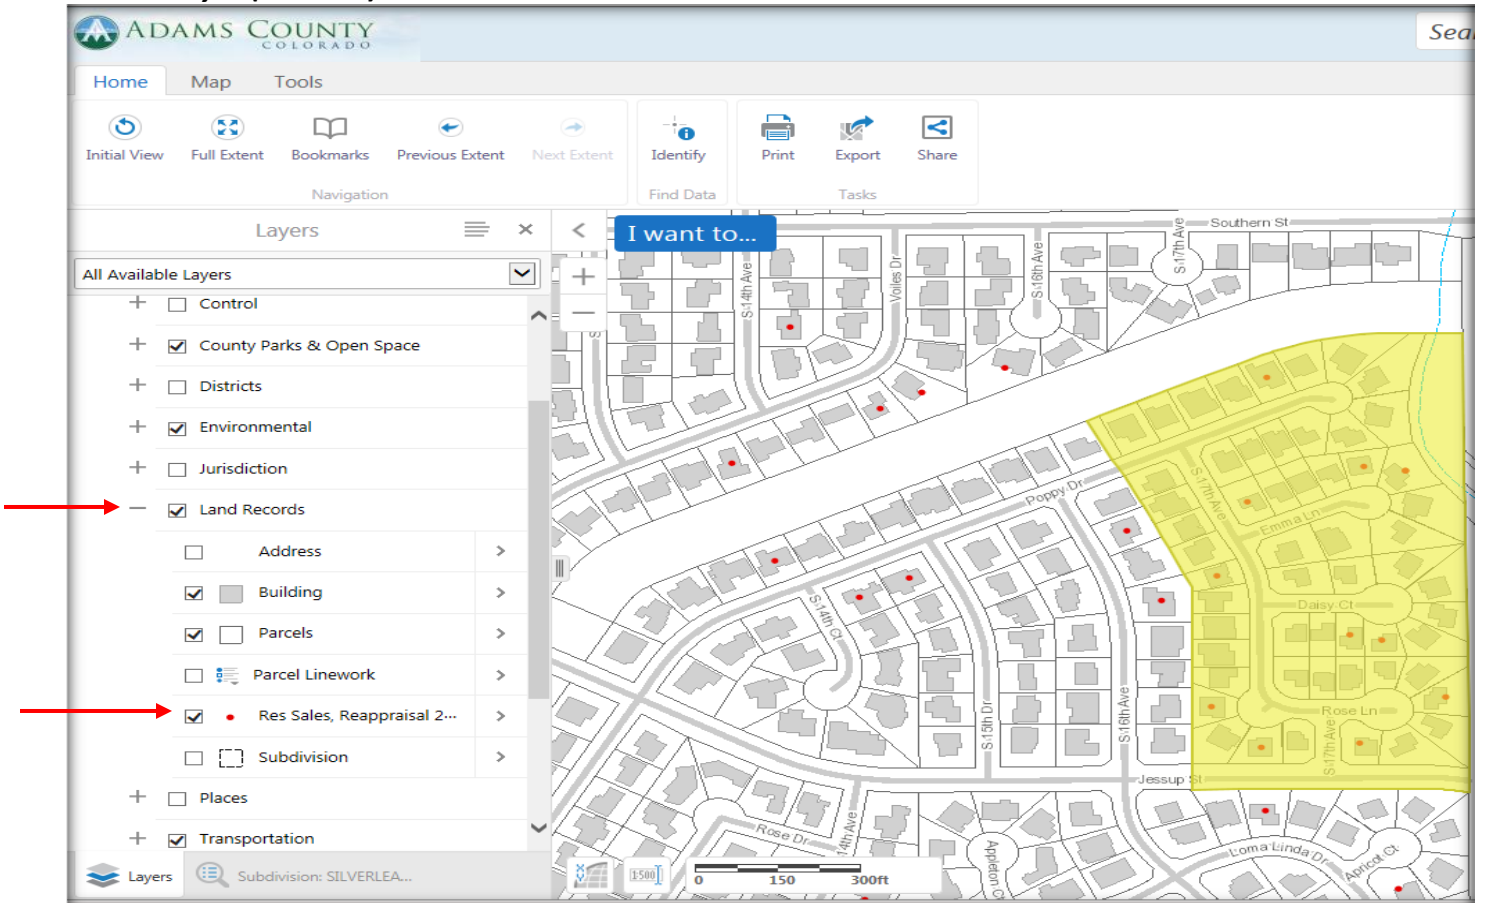 ADAMS COUNTY
COLORADO
Sea
Home Map Tools
Initial View Full Extent Bookmarks Previous Extent Next Extent Identify Print Export Share
Navigation Find Data Tasks
Layers
I want to...
All Available Layers
Control
County Parks & Open Space
Districts
Environmental
Jurisdiction
Land Records
Address
Building
Parcels
Parcel Linework
Res Sales, Reappraisal 2...
Subdivision
Places
Transportation
Layers
Subdivision: SILVERLEA...
Southern St
S 17th Ave
S 16th Ave
Voiles Dr
S 14th Ave
Poppy Dr
S 17th Ave
Emma Ln
Daisy Ct
S 14th Ct
Rose Ln
S 15th Dr
S 16th Ave
S 17th Ave
Jessup St
Rose Dr
14th Ave
Appleton C
Loma Linda Dr
Apricot Ct
1:500
0 150 300ft